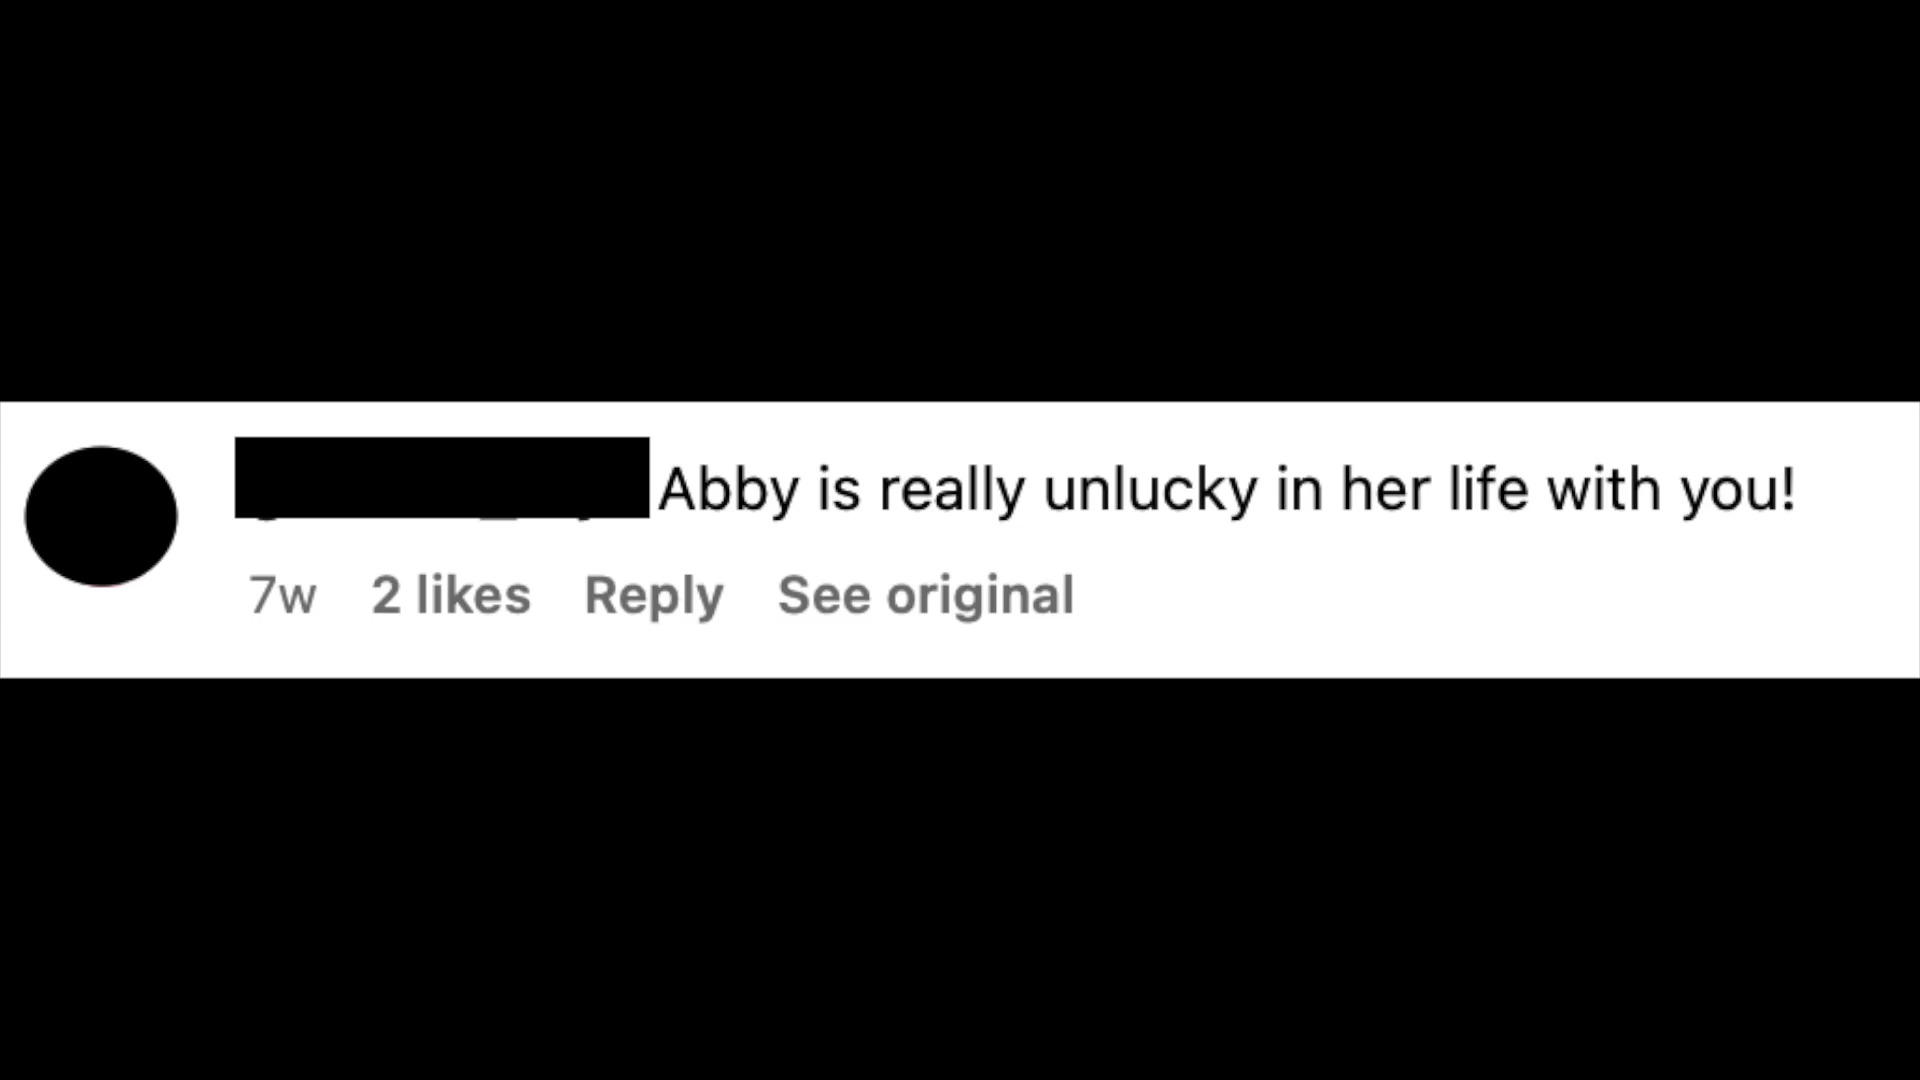 Abby is really unlucky in her life with you!
7w 2 likes Reply See original